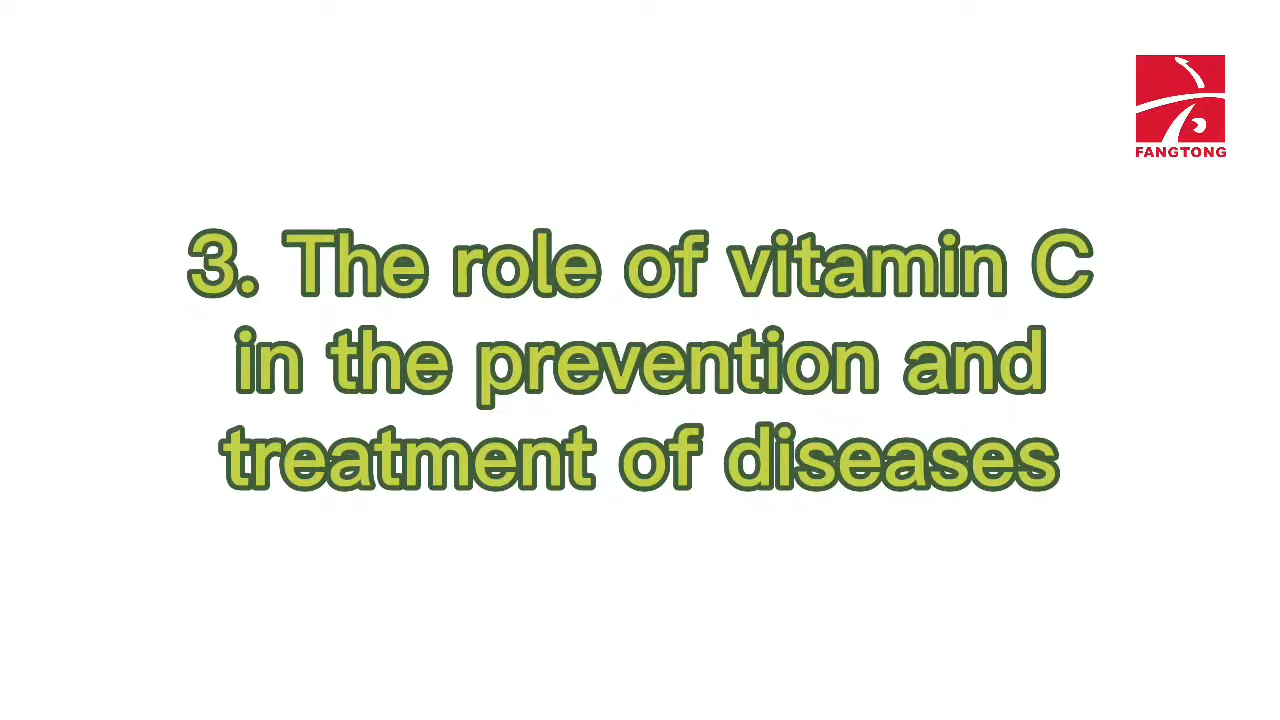 FANGTONG
3. The role of vitamin C
in the prevention and
treatment of diseases